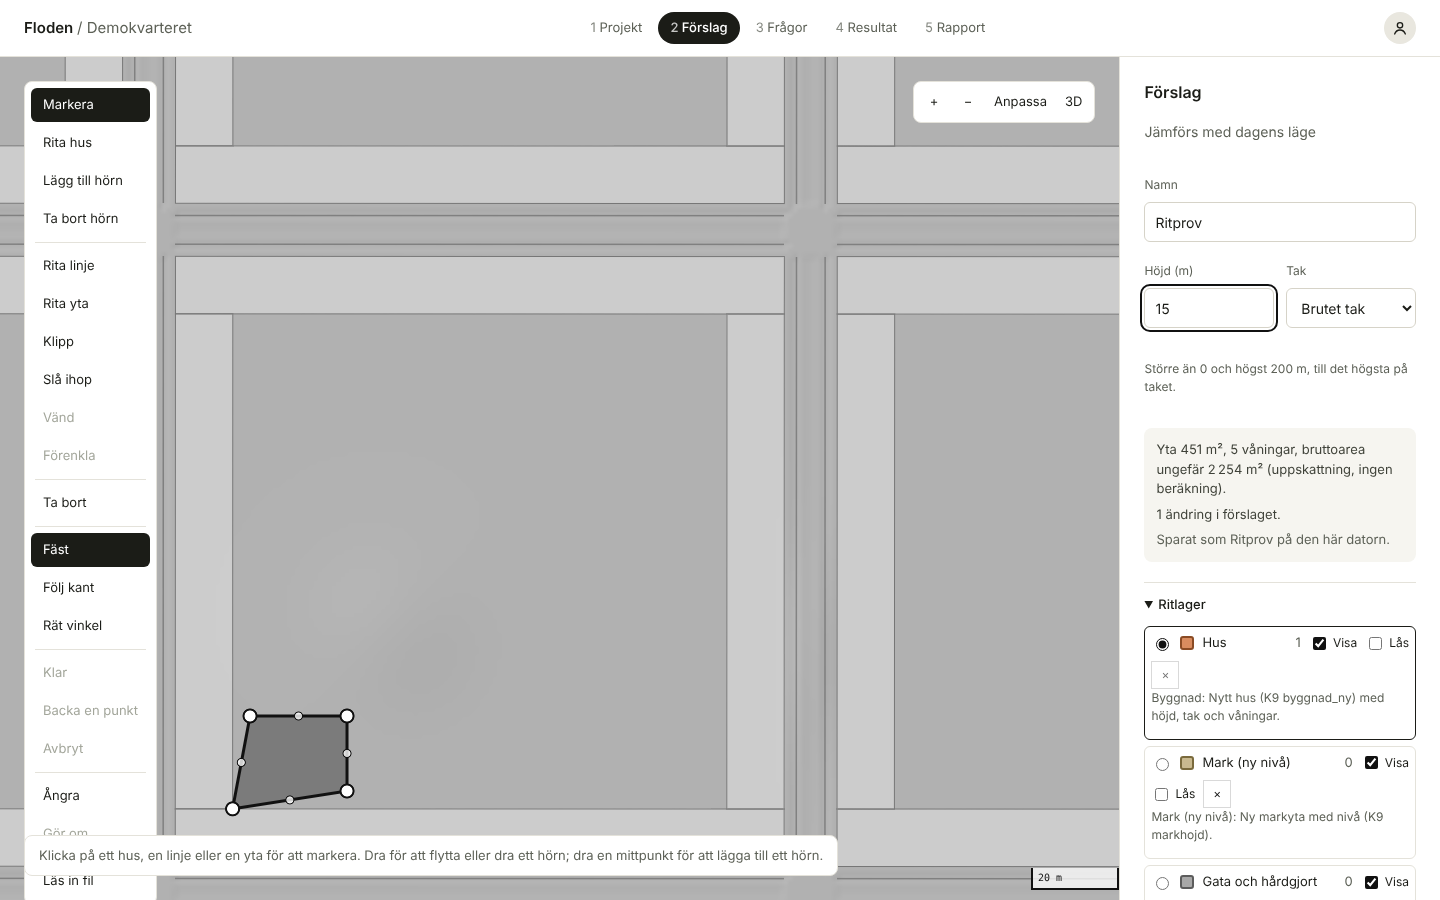 Floden / Demokvarteret
1 Projekt
2 Förslag
3 Frågor
4 Resultat
5 Rapport
Markera
Rita hus
Lägg till hörn
Ta bort hörn
Rita linje
Rita yta
Klipp
Slå ihop
Vänd
Förenkla
Ta bort
Fäst
Följ kant
Rät vinkel
Klar
Backa en punkt
Avbryt
Ångra
Gör om
Läs in fil
+ − Anpassa 3D
Klicka på ett hus, en linje eller en yta för att markera. Dra för att flytta eller dra ett hörn; dra en mittpunkt för att lägga till ett hörn.
20 m
Förslag
Jämförs med dagens läge
Namn
Ritprov
Höjd (m)
Tak
15
Brutet tak
Större än 0 och högst 200 m, till det högsta på
taket.
Yta 451 m², 5 våningar, bruttoarea
ungefär 2 254 m² (uppskattning, ingen
beräkning).
1 ändring i förslaget.
Sparat som Ritprov på den här datorn.
▼ Ritlager
Hus 1 Visa Lås
×
Byggnad: Nytt hus (K9 byggnad_ny) med
höjd, tak och våningar.
Mark (ny nivå) 0 Visa
Lås ×
Mark (ny nivå): Ny markyta med nivå (K9
markhojd).
Gata och hårdgjort 0 Visa